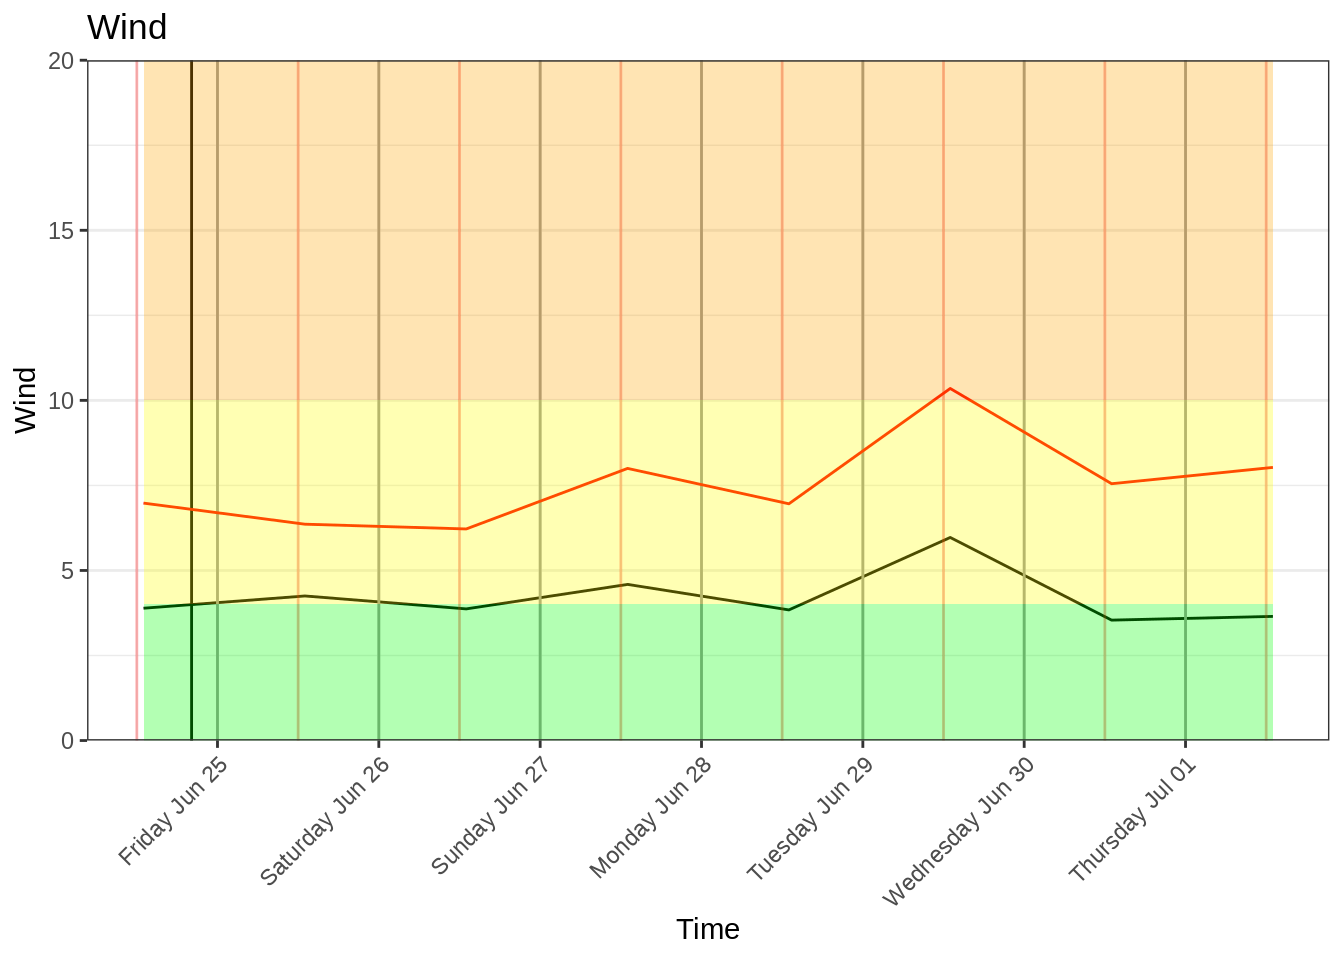 Wind
20
15
10
5
0
Wind
Friday Jun 25
Saturday Jun 26
Sunday Jun 27
Monday Jun 28
Tuesday Jun 29
Wednesday Jun 30
Thursday Jul 01
Time